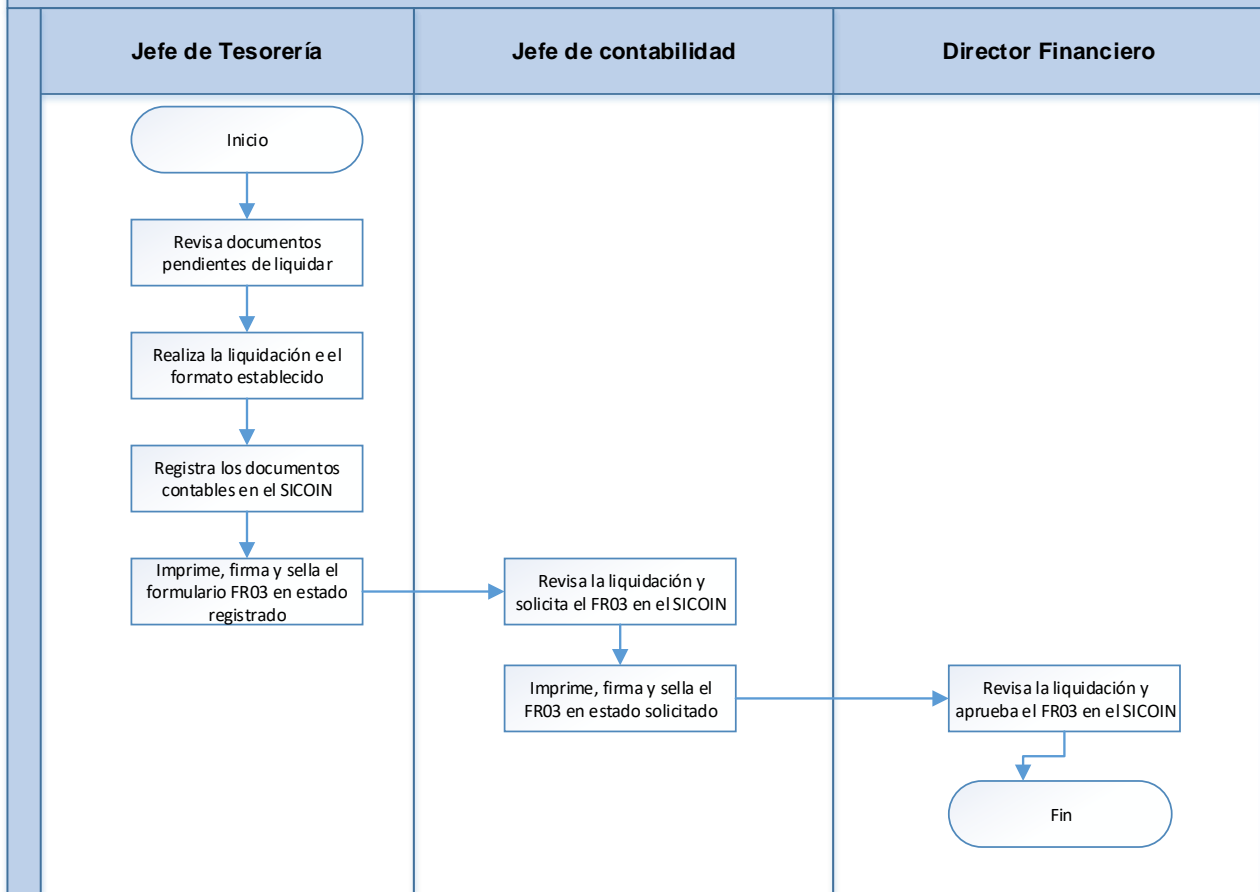 Jefe de Tesorería
Jefe de contabilidad
Director Financiero
Inicio
Revisa documentos
pendientes de liquidar
Realiza la liquidación e el
formato establecido
Registra los documentos
contables en el SICOIN
Imprime, firma y sella el
formulario FR03 en estado
registrado
Revisa la liquidación y
solicita el FR03 en el SICOIN
Imprime, firma y sella el
FR03 en estado solicitado
Revisa la liquidación y
aprueba el FR03 en el SICOIN
Fin